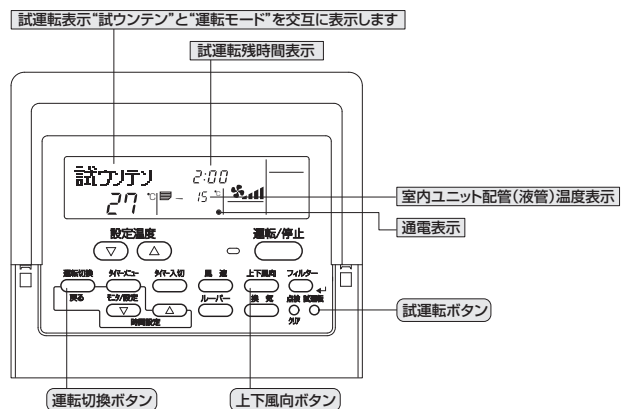 試運転表示“試ウンテン”と“運転モード”を交互に表示します
試運転残時間表示
試ウンテン 2:00
27 ℃ - 15 ℃
室内ユニット配管(液管)温度表示
通電表示
設定温度 運転/停止
▽ △
運転切換 タイマーメニュー タイマー入切 風 速 上下風向 フィルター
戻る モニタ/設定 ルーバー 換 気 点検 試運転
▽ △ クリア
時間設定
試運転ボタン
運転切換ボタン 上下風向ボタン